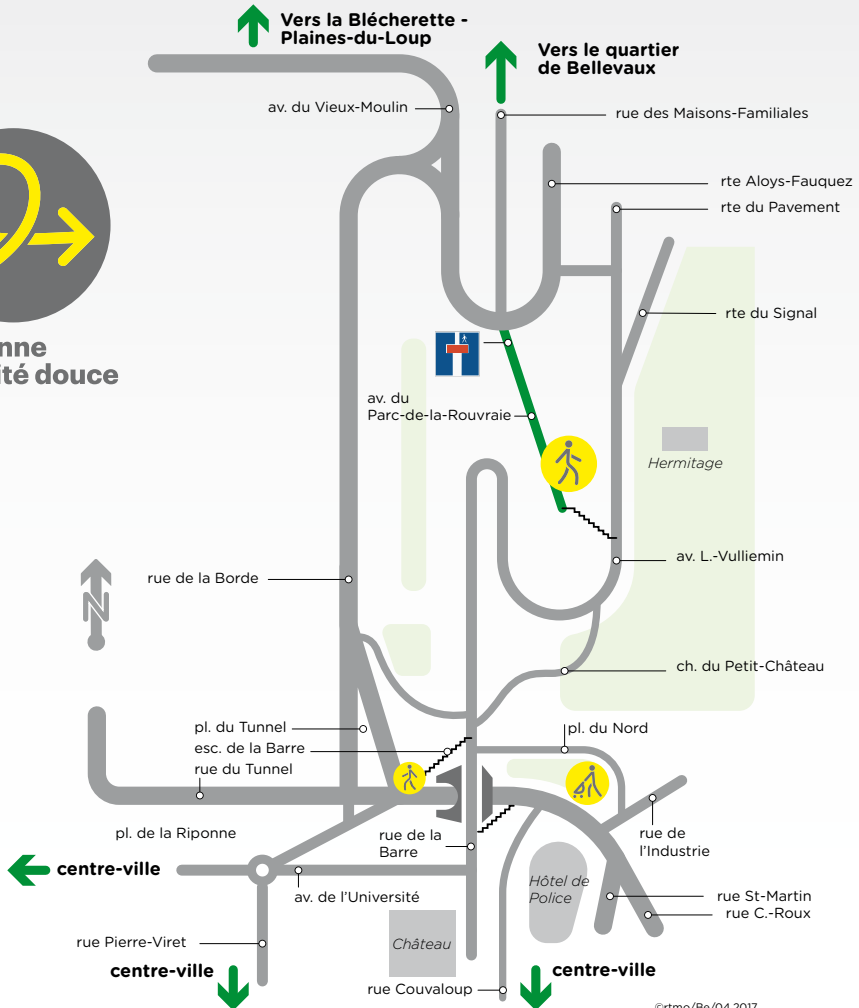 Vers la Blécherette -
Plaines-du-Loup
Vers le quartier
de Bellevaux
av. du Vieux-Moulin
rue des Maisons-Familiales
rte Aloys-Fauquez
rte du Pavement
rte du Signal
nne
ité douce
av. du
Parc-de-la-Rouvraie
Hermitage
av. L.-Vulliemin
rue de la Borde
N
ch. du Petit-Château
pl. du Tunnel
pl. du Nord
esc. de la Barre
rue du Tunnel
pl. de la Riponne
rue de la
Barre
rue de
l'Industrie
centre-ville
av. de l'Université
Hôtel de
Police
rue St-Martin
rue C.-Roux
rue Pierre-Viret
Château
centre-ville
centre-ville
rue Couvaloup
©rtmo/Be/04.2017